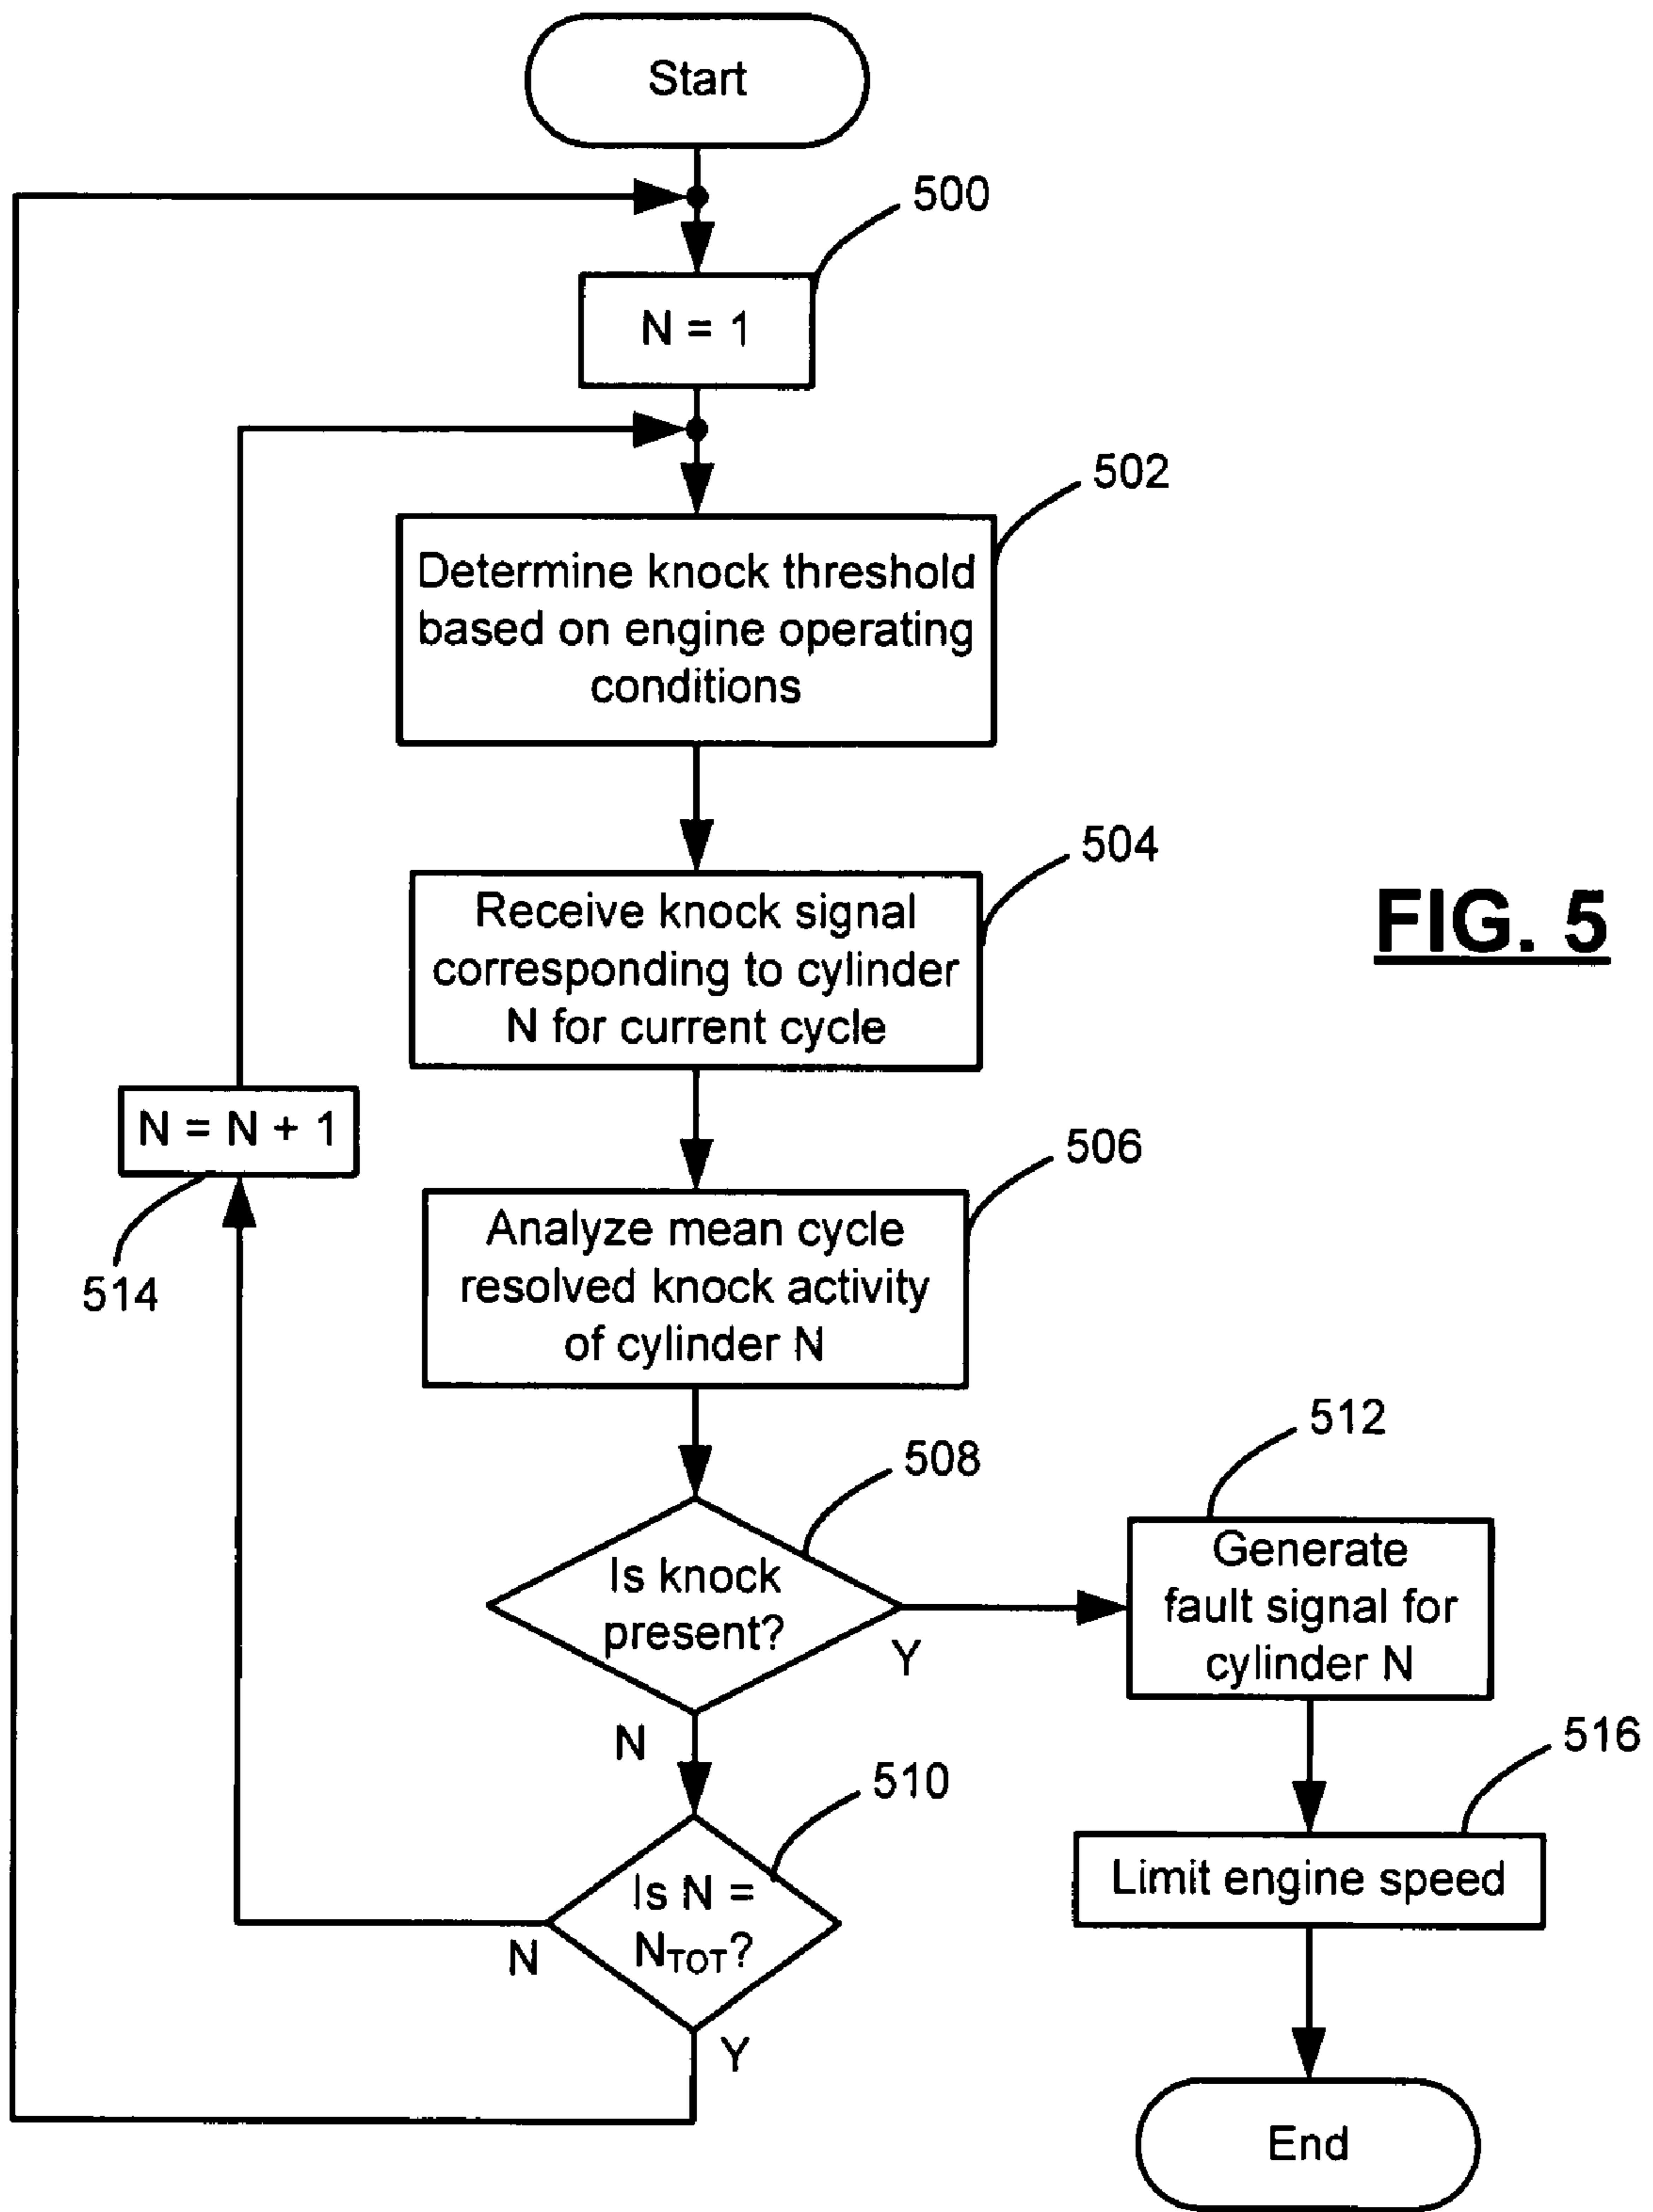 Start
500
N = 1
502
Determine knock threshold
based on engine operating
conditions
504
Receive knock signal
corresponding to cylinder
N for current cycle
FIG. 5
N = N + 1
514
506
Analyze mean cycle
resolved knock activity
of cylinder N
508
Is knock
present?
Y
N
512
Generate
fault signal for
cylinder N
510
Is N =
N_TOT?
N
Y
516
Limit engine speed
End